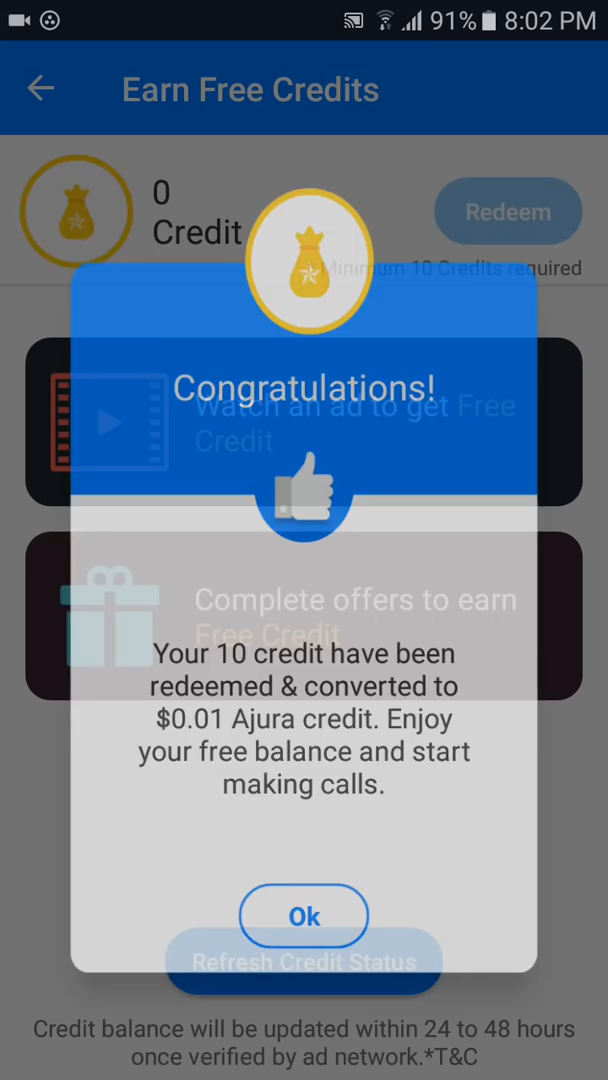 91% 8:02 PM
Earn Free Credits
0
Credit
Redeem
Minimum 10 Credits required
Congratulations!
Watch an ad to get Free
Credit
Complete offers to earn
Free Credit
Your 10 credit have been
redeemed & converted to
$0.01 Ajura credit. Enjoy
your free balance and start
making calls.
Ok
Refresh Credit Status
Credit balance will be updated within 24 to 48 hours
once verified by ad network.*T&C